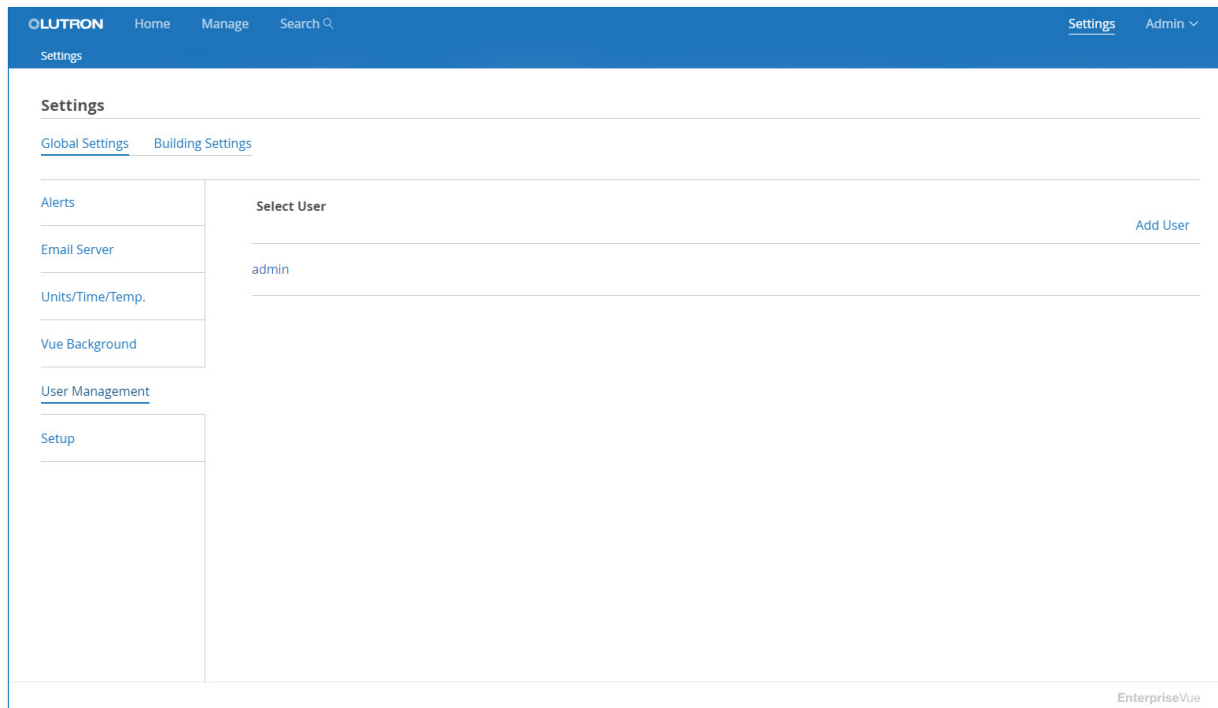 LUTRON Home Manage Search Settings Admin
Settings
Settings
Global Settings Building Settings
Alerts
Select User
Add User
Email Server
admin
Units/Time/Temp.
Vue Background
User Management
Setup
EnterpriseVue